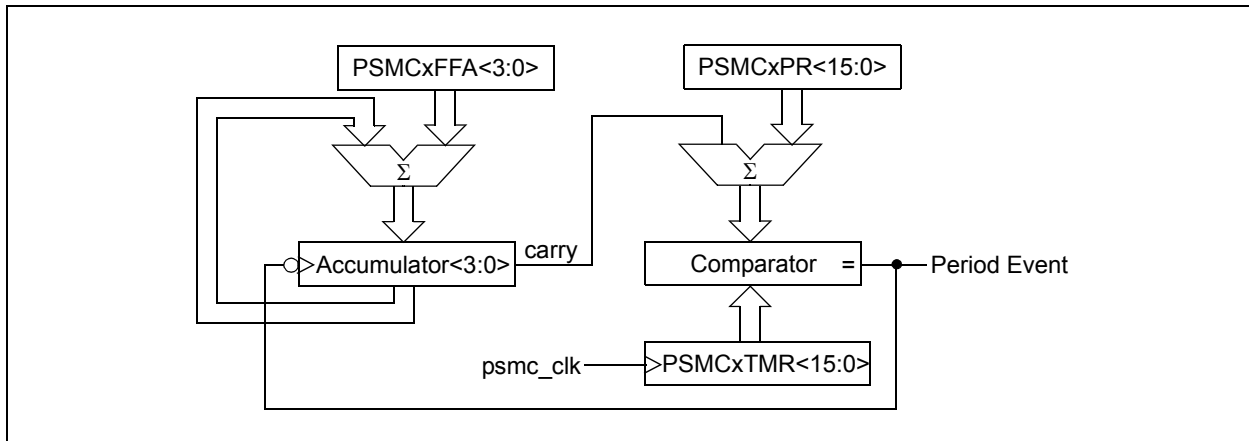 PSMCxFFA<3:0>
PSMCxPR<15:0>
Σ
Σ
carry
Accumulator<3:0>
Comparator =
Period Event
psmc_clk
PSMCxTMR<15:0>